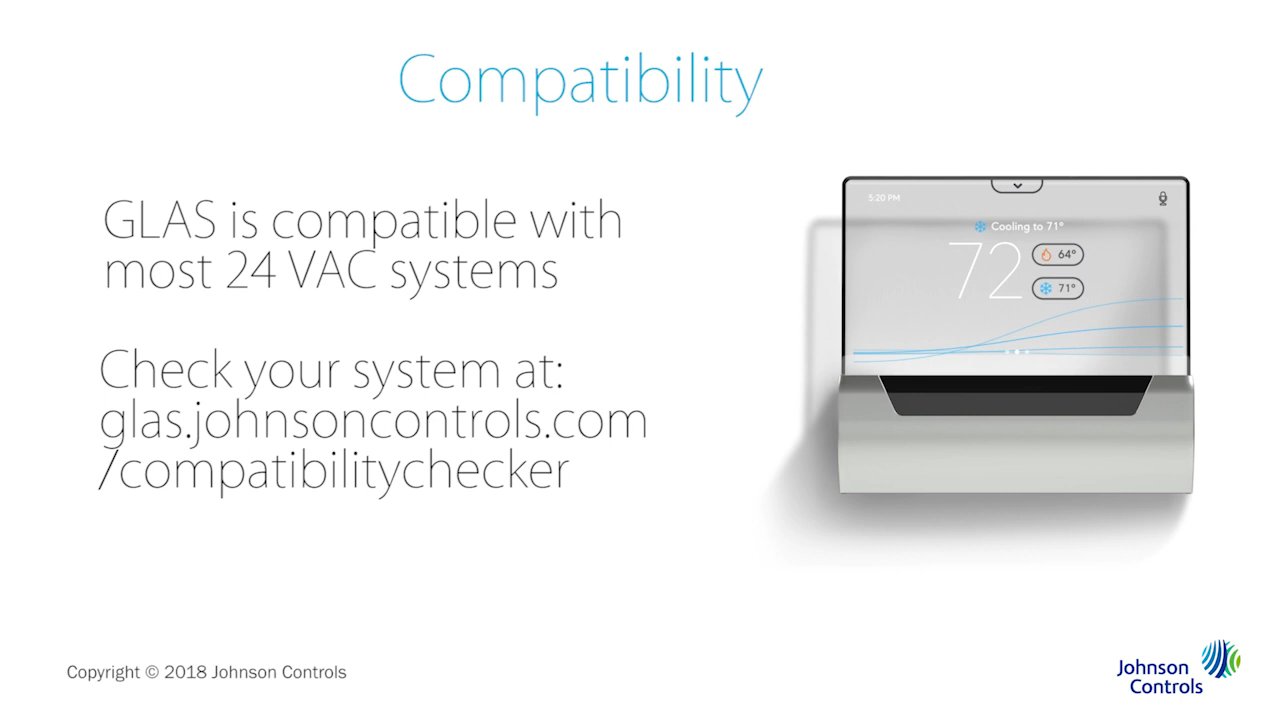 Compatibility
GLAS is compatible with
most 24 VAC systems
Check your system at:
glas.johnsoncontrols.com
/compatibilitychecker
5:20 PM
Cooling to 71°
72
64°
71°
Copyright © 2018 Johnson Controls
Johnson
Controls